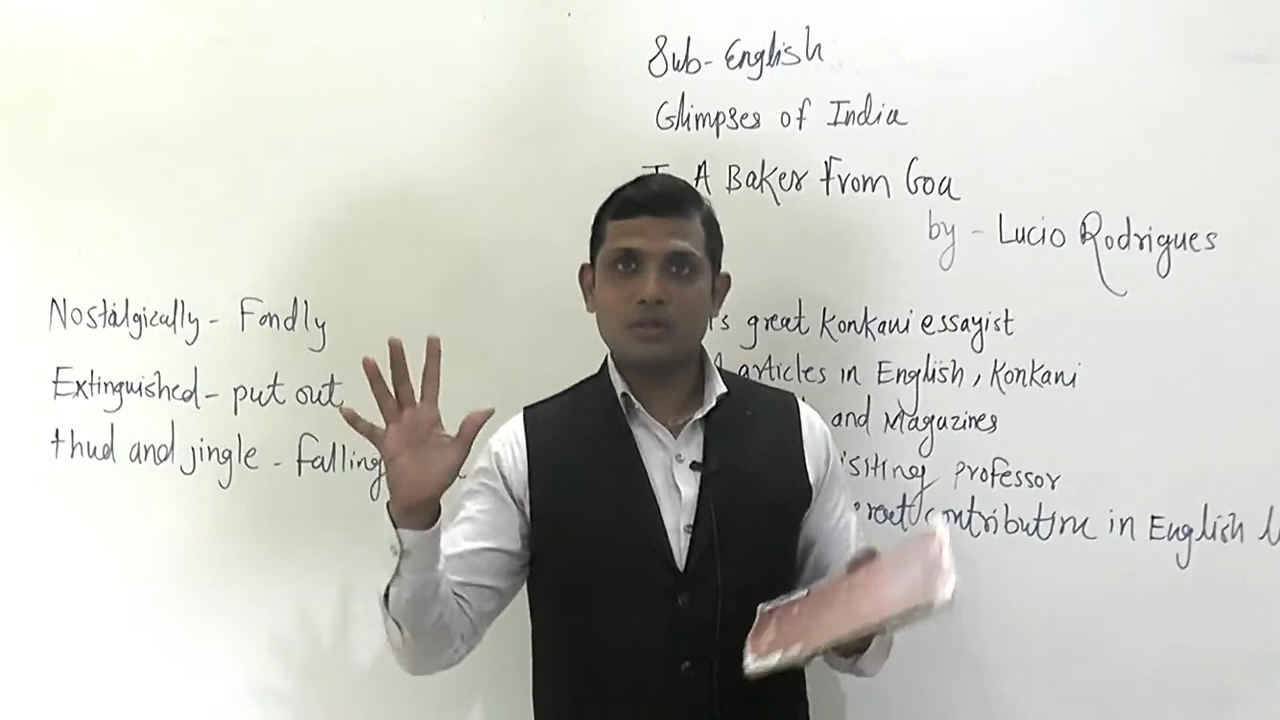 Sub- English
Glimpses of India
I A Baker From Goa
by - Lucio Rodrigues
Nostalgically - Fondly
Extinguished - put out
thud and jingle - falling
great Konkani essayist
articles in English, Konkani
and Magazines
professor
contribution in English